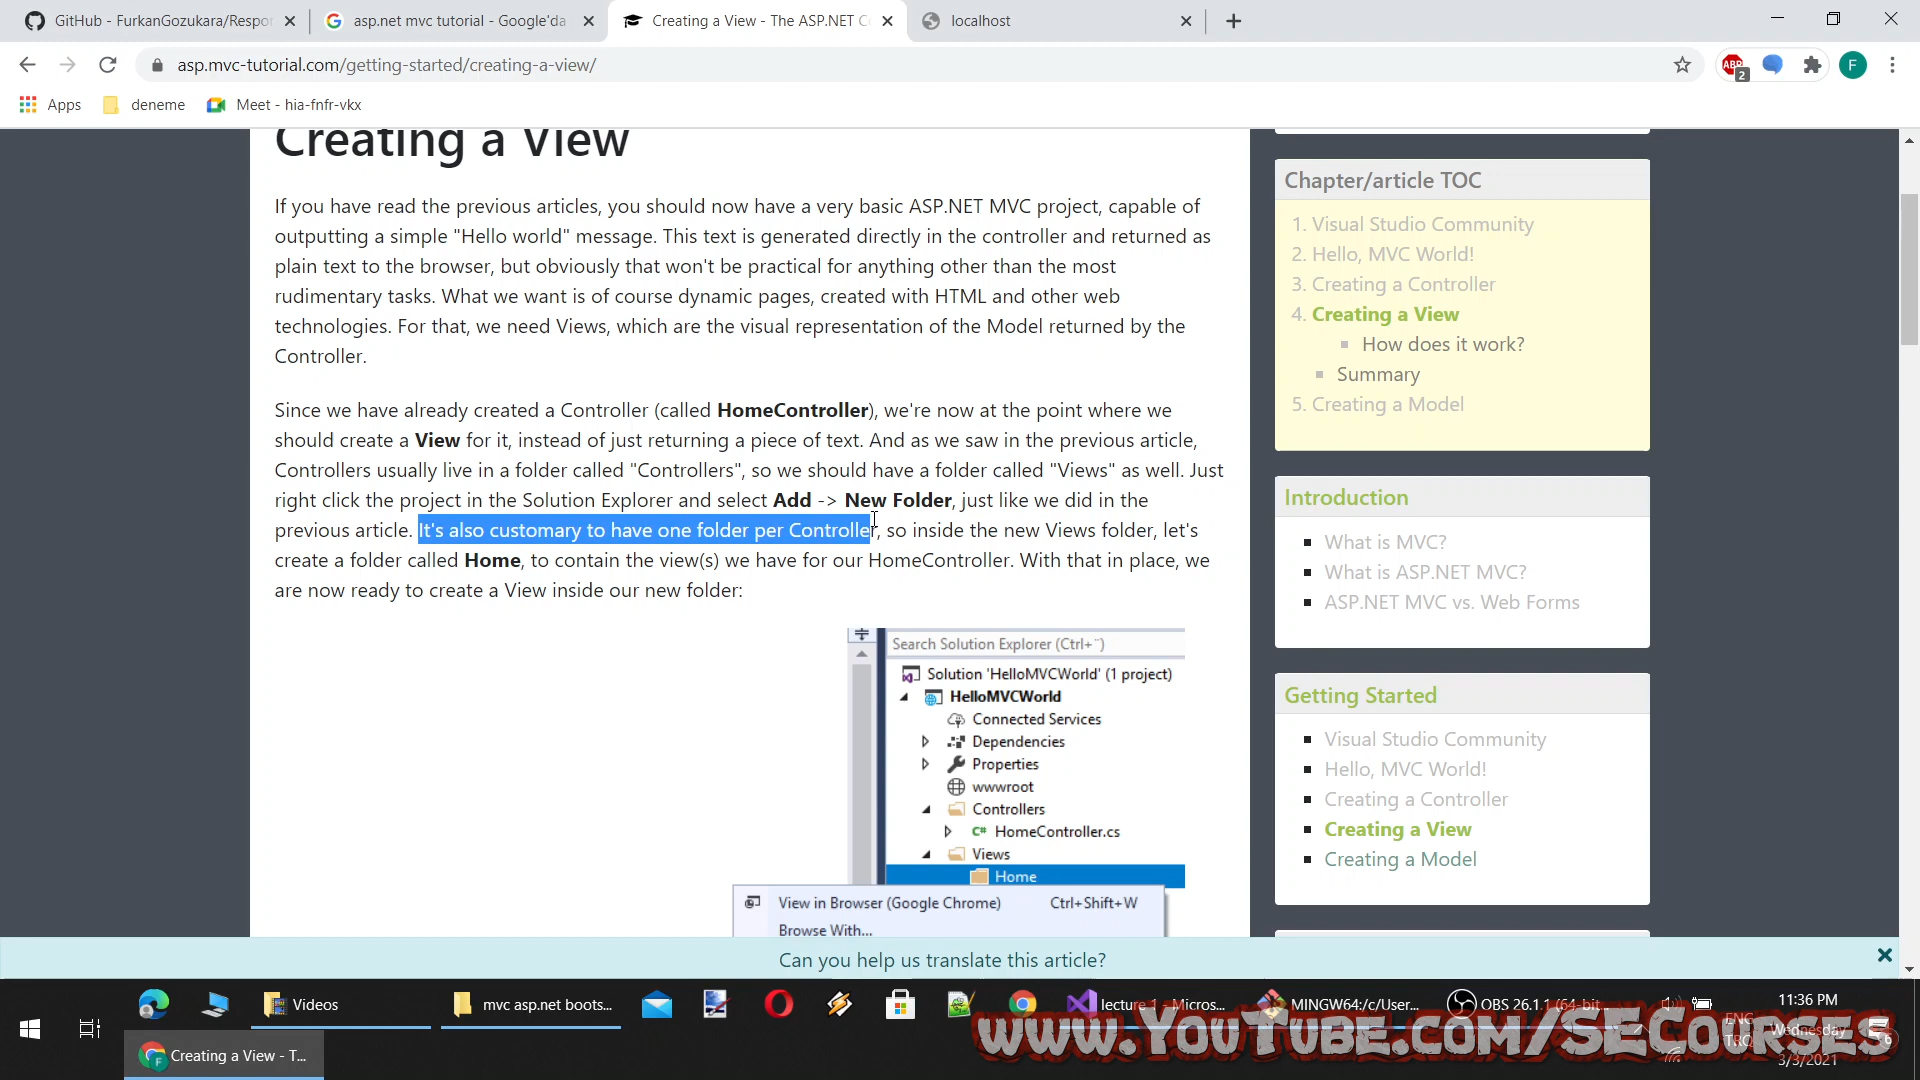 GitHub - FurkanGozukara/Respo
asp.net mvc tutorial - Google'da
Creating a View - The ASP.NET C
localhost
asp.mvc-tutorial.com/getting-started/creating-a-view/
ABP
2
F
Apps
deneme
Meet - hia-fnfr-vkx
Creating a View
If you have read the previous articles, you should now have a very basic ASP.NET MVC project, capable of
outputting a simple "Hello world" message. This text is generated directly in the controller and returned as
plain text to the browser, but obviously that won't be practical for anything other than the most
rudimentary tasks. What we want is of course dynamic pages, created with HTML and other web
technologies. For that, we need Views, which are the visual representation of the Model returned by the
Controller.
Since we have already created a Controller (called HomeController), we're now at the point where we
should create a View for it, instead of just returning a piece of text. And as we saw in the previous article,
Controllers usually live in a folder called "Controllers", so we should have a folder called "Views" as well. Just
right click the project in the Solution Explorer and select Add -> New Folder, just like we did in the
previous article. It's also customary to have one folder per Controller, so inside the new Views folder, let's
create a folder called Home, to contain the view(s) we have for our HomeController. With that in place, we
are now ready to create a View inside our new folder:
Search Solution Explorer (Ctrl+¨)
Solution 'HelloMVCWorld' (1 project)
HelloMVCWorld
Connected Services
Dependencies
Properties
wwwroot
Controllers
C# HomeController.cs
Views
Home
View in Browser (Google Chrome) Ctrl+Shift+W
Browse With...
Chapter/article TOC
1. Visual Studio Community
2. Hello, MVC World!
3. Creating a Controller
4. Creating a View
How does it work?
Summary
5. Creating a Model
Introduction
What is MVC?
What is ASP.NET MVC?
ASP.NET MVC vs. Web Forms
Getting Started
Visual Studio Community
Hello, MVC World!
Creating a Controller
Creating a View
Creating a Model
Can you help us translate this article?
Videos
mvc asp.net boots...
lecture 1 - Micros...
MINGW64:/c/User...
OBS 26.1.1 (64-bit...
ENG
TRQ
11:36 PM
Wednesday
3/3/2021
6
Creating a View - T...
www.YouTube.com/SECourses